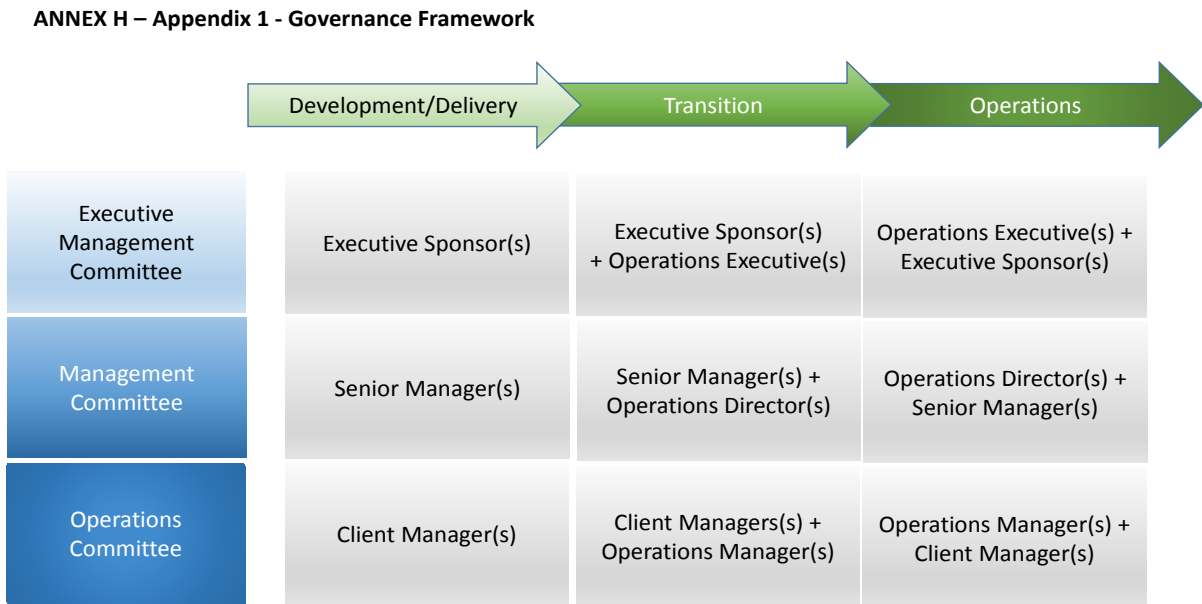 ANNEX H – Appendix 1 - Governance Framework
Development/Delivery
Transition
Operations
Executive
Management
Committee
Executive Sponsor(s)
Executive Sponsor(s)
+ Operations Executive(s)
Operations Executive(s) +
Executive Sponsor(s)
Management
Committee
Senior Manager(s)
Senior Manager(s) +
Operations Director(s)
Operations Director(s) +
Senior Manager(s)
Operations
Committee
Client Manager(s)
Client Managers(s) +
Operations Manager(s)
Operations Manager(s) +
Client Manager(s)